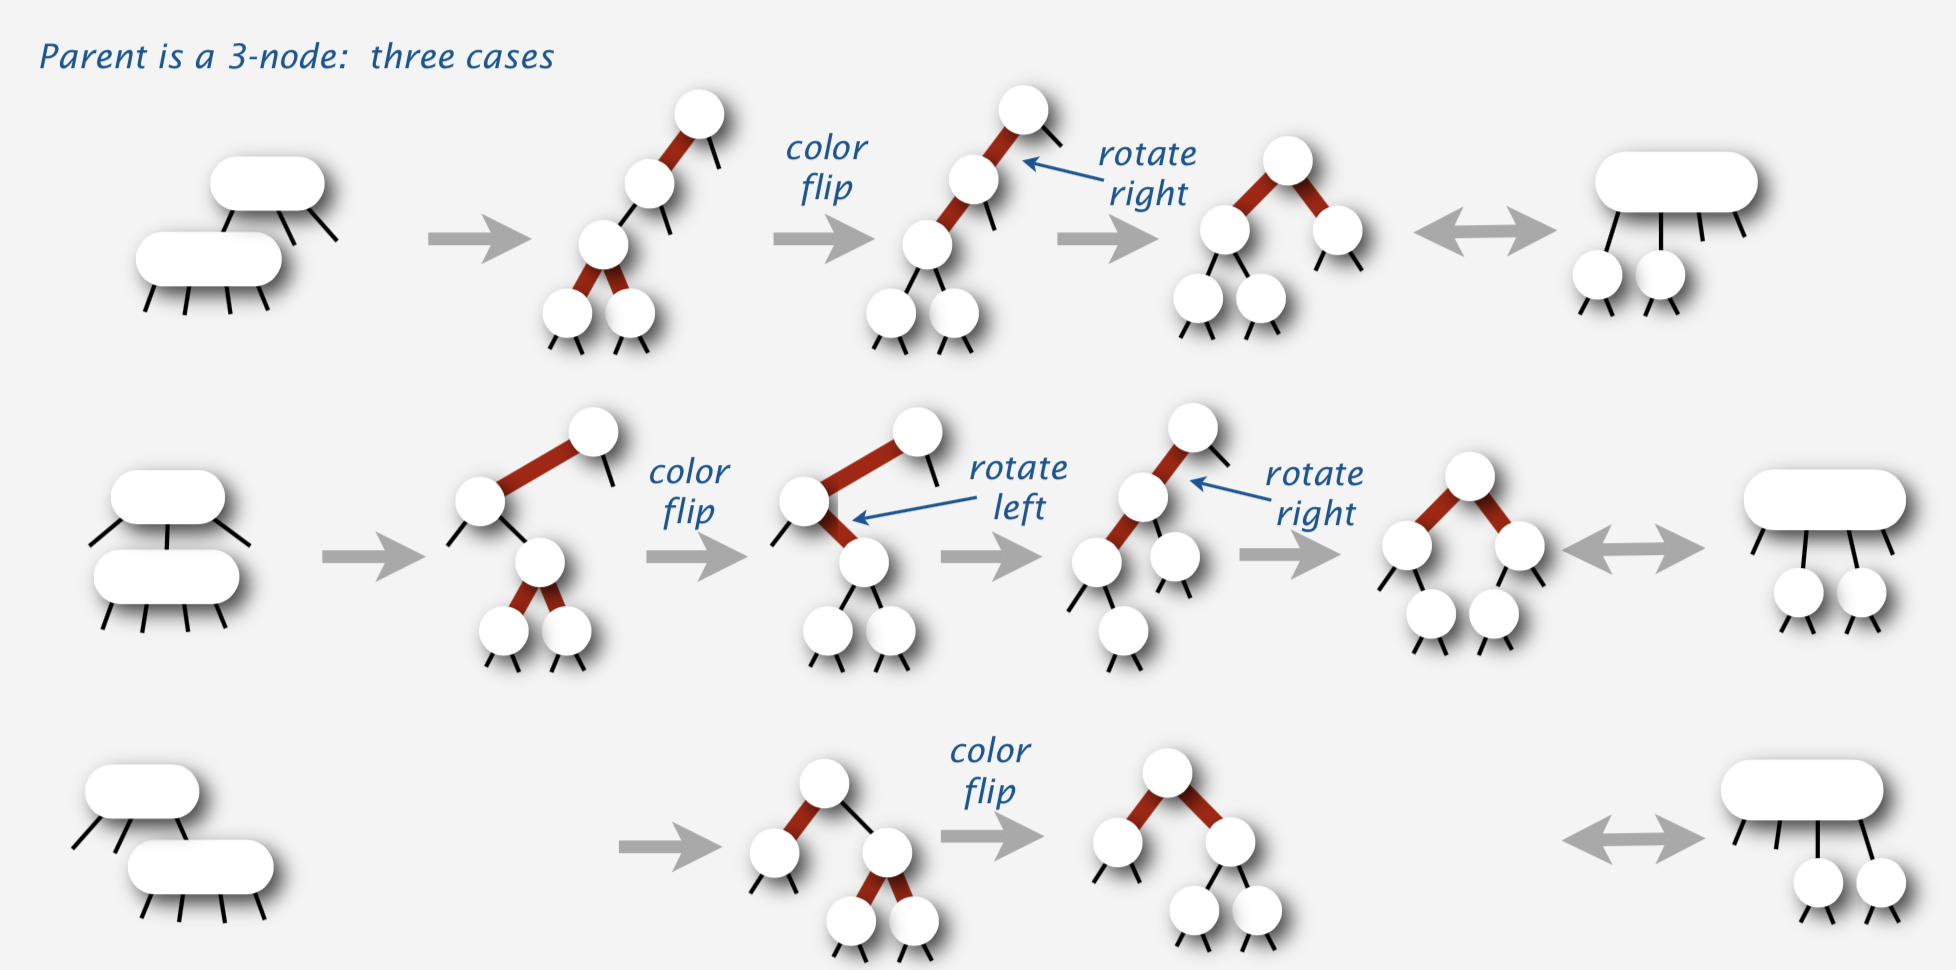 Parent is a 3-node:  three cases
color
flip
rotate
right
color
flip
rotate
left
rotate
right
color
flip